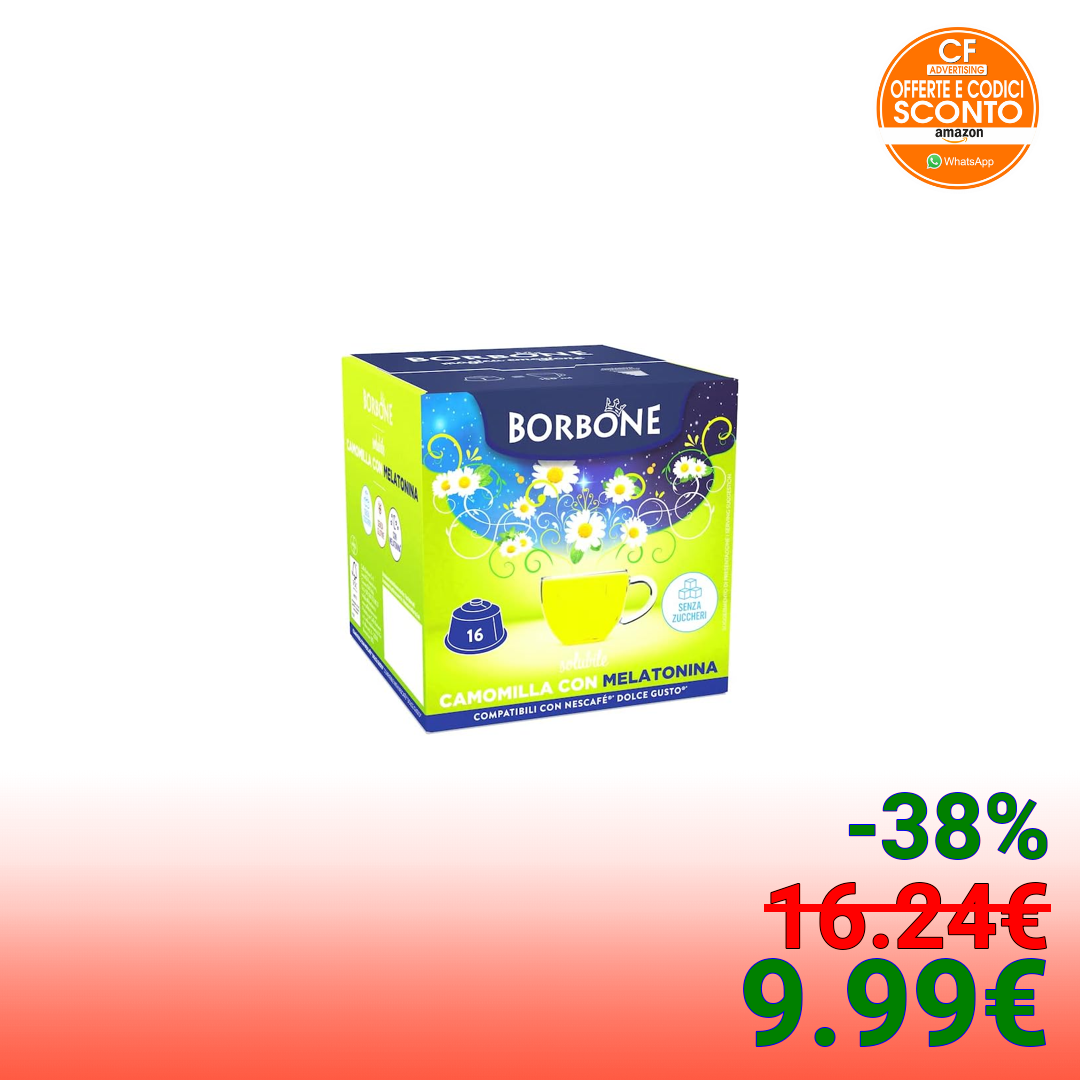 CF
ADVERTISING
OFFERTE E CODICI
SCONTO
amazon
WhatsApp
BORBONE
BORBONE
BORBONE
CAMOMILLA CON MELATONINA
SENZA
ZUCCHERI
16
solubile
CAMOMILLA CON MELATONINA
COMPATIBILI CON NESCAFÉ®* DOLCE GUSTO®*
-38%
16.24€
9.99€